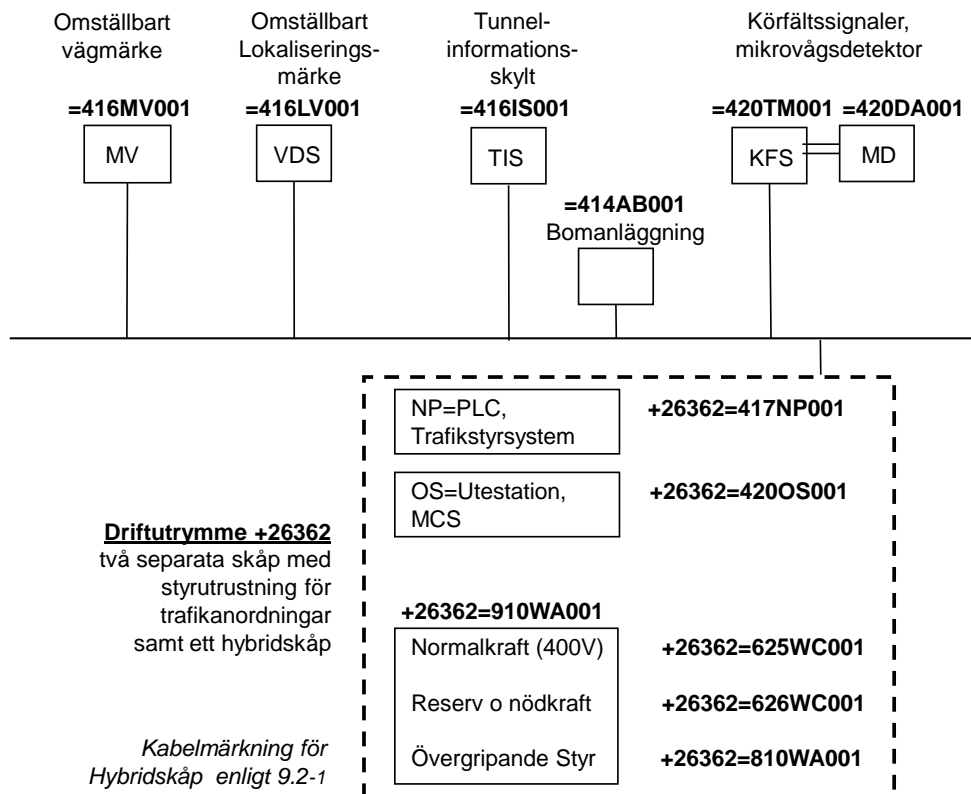 Omställbart
vägmärke
Omställbart
Lokaliserings-
märke
Tunnel-
informations-
skylt
Körfältssignaler,
mikrovågsdetektor
=416MV001
=416LV001
=416IS001
=420TM001
=420DA001
MV
VDS
TIS
KFS
MD
=414AB001
Bomanläggning
NP=PLC,
Trafikstyrsystem
+26362=417NP001
OS=Utestation,
MCS
+26362=420OS001
Driftutrymme +26362
två separata skåp med
styrutrustning för
trafikanordningar
samt ett hybridskåp
+26362=910WA001
Normalkraft (400V)
+26362=625WC001
Reserv o nödkraft
+26362=626WC001
Övergripande Styr
+26362=810WA001
Kabelmärkning för
Hybridskåp enligt 9.2-1